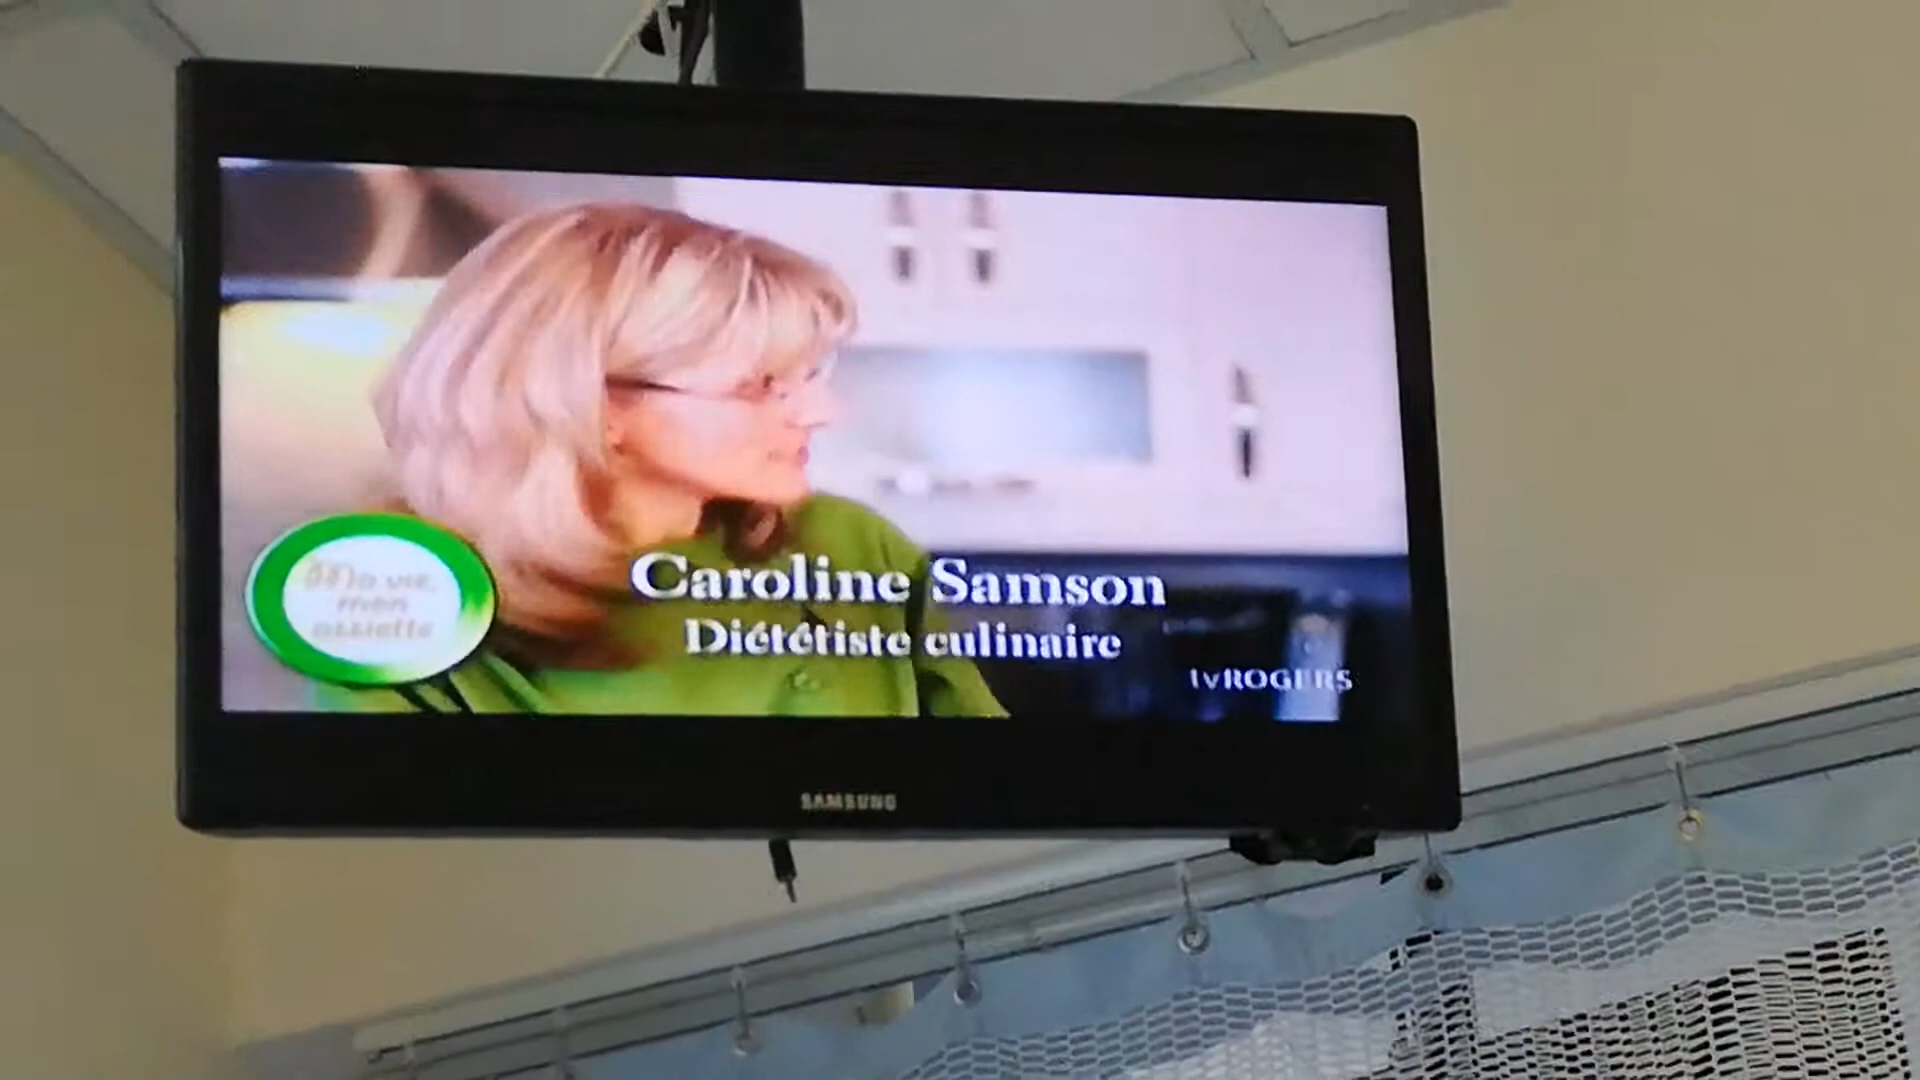 Ma vie,
mon
assiette
Caroline Samson
Diététiste culinaire
tvROGERS
SAMSUNG